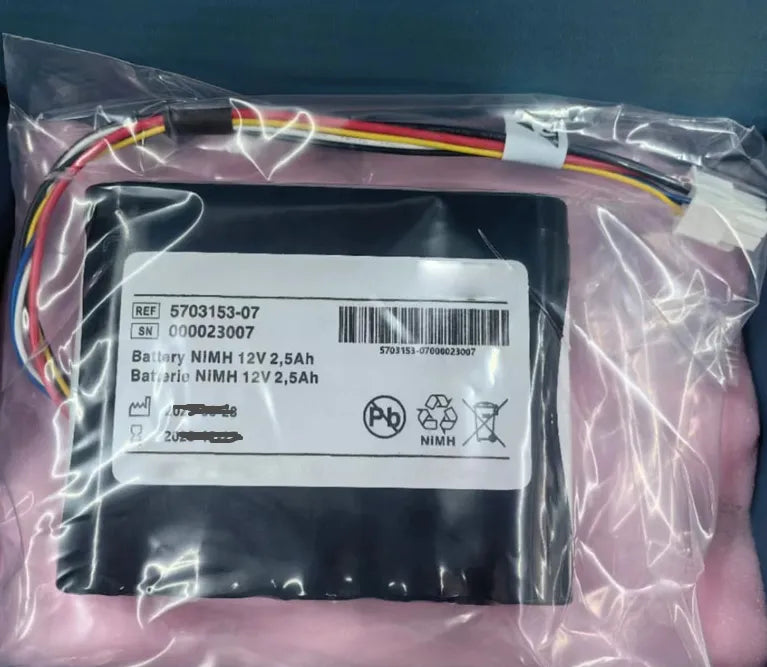 REF 5703153-07
SN 000023007
5703153-07000023007
Battery NiMH 12V 2,5Ah
Batterie NiMH 12V 2,5Ah
Pb
NiMH